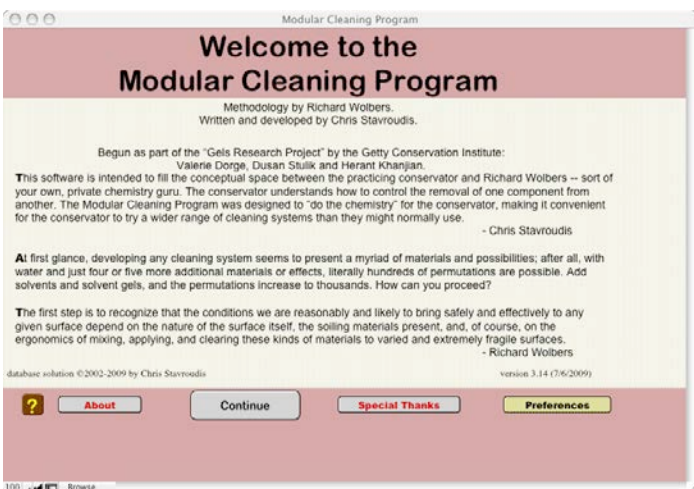 Modular Cleaning Program
Welcome to the
Modular Clean­ing Program
Methodology by Richard Wolbers.
Written and developed by Chris Stavroudis.
Begun as part of the "Gels Research Project" by the Getty Conservation Institute:
Valerie Dorge, Dusan Stulik and Herant Khanjian.
This software is intended to fill the conceptual space between the practicing conservator and Richard Wolbers -- sort of
your own, private chemistry guru. The conservator understands how to control the removal of one component from
another. The Modular Cleaning Program was designed to "do the chemistry" for the conservator, making it convenient
for the conservator to try a wider range of cleaning systems than they might normally use.
- Chris Stavroudis
At first glance, developing any cleaning system seems to present a myriad of materials and possibilities; after all, with
water and just four or five more additional materials or effects, literally hundreds of permutations are possible. Add
solvents and solvent gels, and the permutations increase to thousands. How can you proceed?
The first step is to recognize that the conditions we are reasonably and likely to bring safely and effectively to any
given surface depend on the nature of the surface itself, the soiling materials present, and, of course, on the
ergonomics of mixing, applying, and clearing these kinds of materials to varied and extremely fragile surfaces.
- Richard Wolbers
database solution ©2002-2009 by Chris Stavroudis version 3.14 (7/6/2009)
? About Continue Special Thanks Preferences
100 Browse